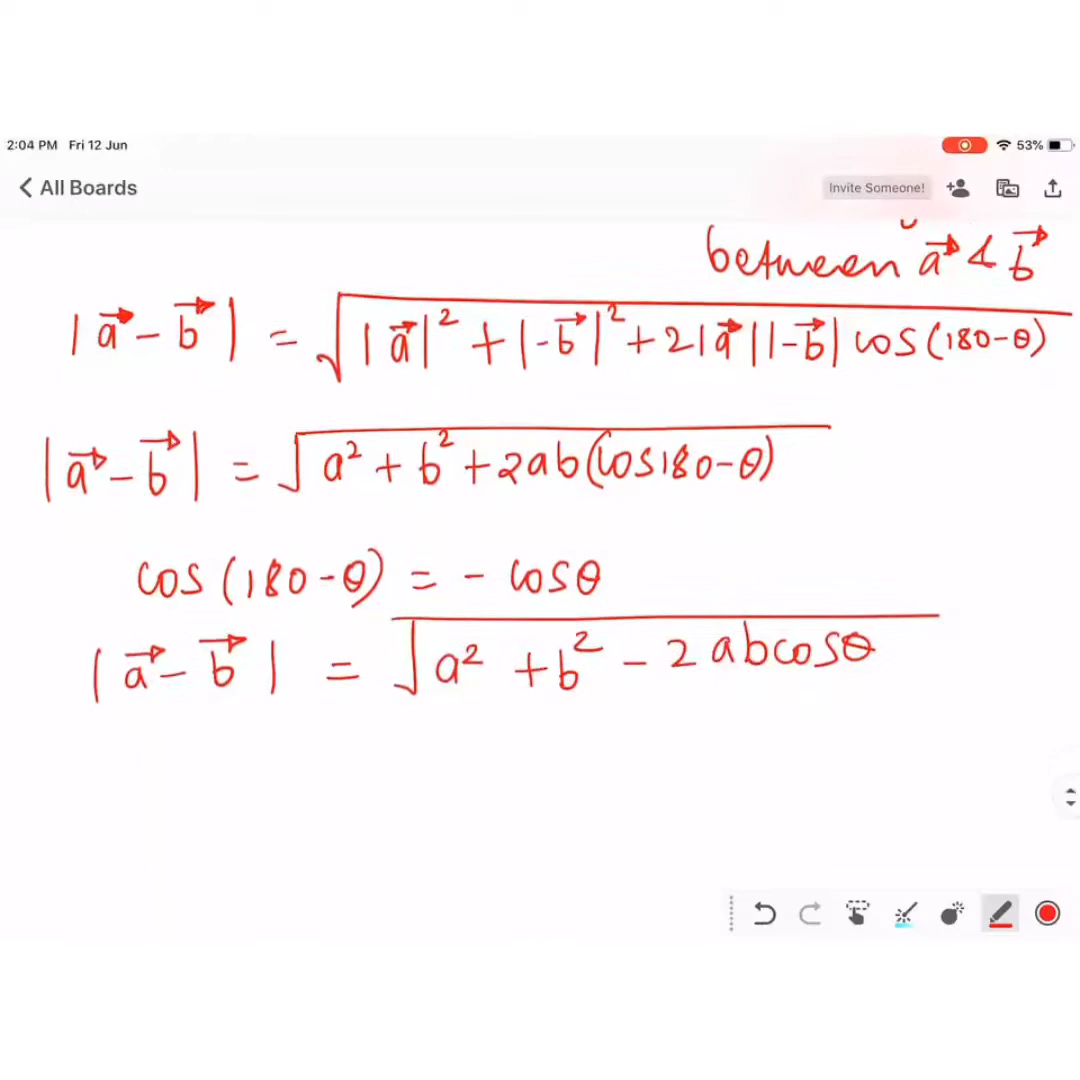 2:04 PM Fri 12 Jun
53%
All Boards
Invite Someone!
between a⃗ & b⃗
|a⃗ - b⃗| = √(|a⃗|² + |-b⃗|² + 2|a⃗||-b⃗| cos(180-θ))
|a⃗ - b⃗| = √(a² + b² + 2ab(cos180-θ))
cos(180-θ) = - cosθ
|a⃗ - b⃗| = √(a² + b² - 2abcosθ)